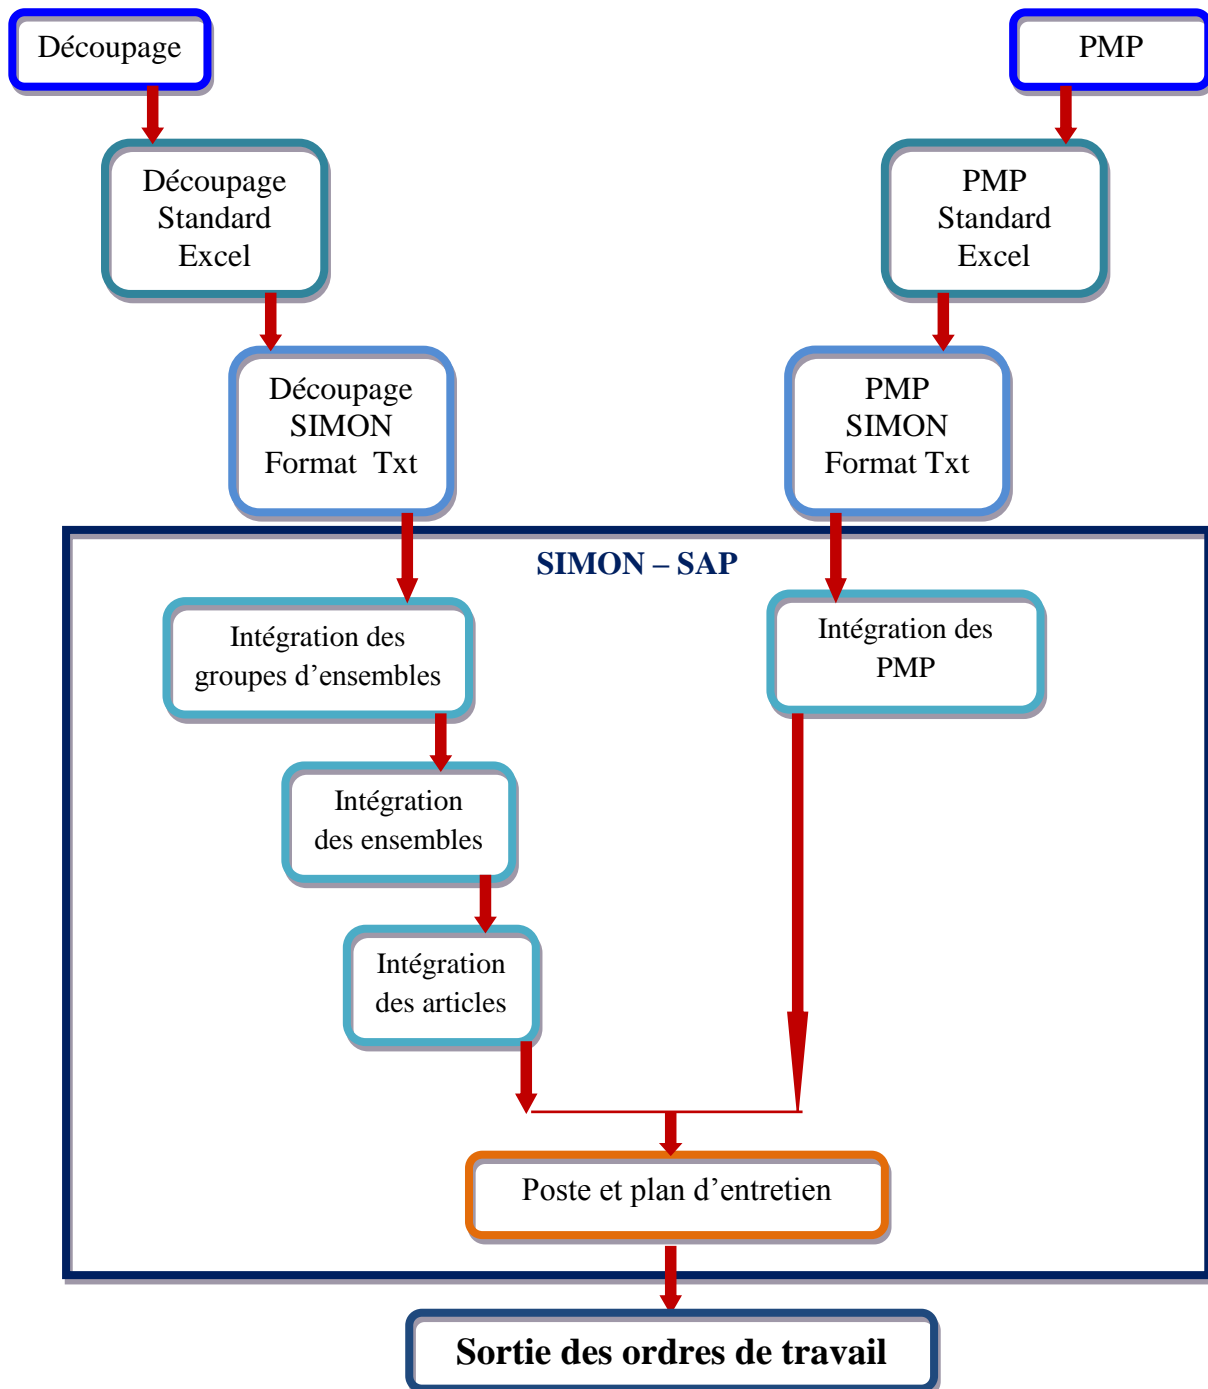 Découpage
PMP
Découpage
Standard
Excel
PMP
Standard
Excel
Découpage
SIMON
Format Txt
PMP
SIMON
Format Txt
SIMON – SAP
Intégration des
groupes d’ensembles
Intégration des
PMP
Intégration
des ensembles
Intégration
des articles
Poste et plan d’entretien
Sortie des ordres de travail